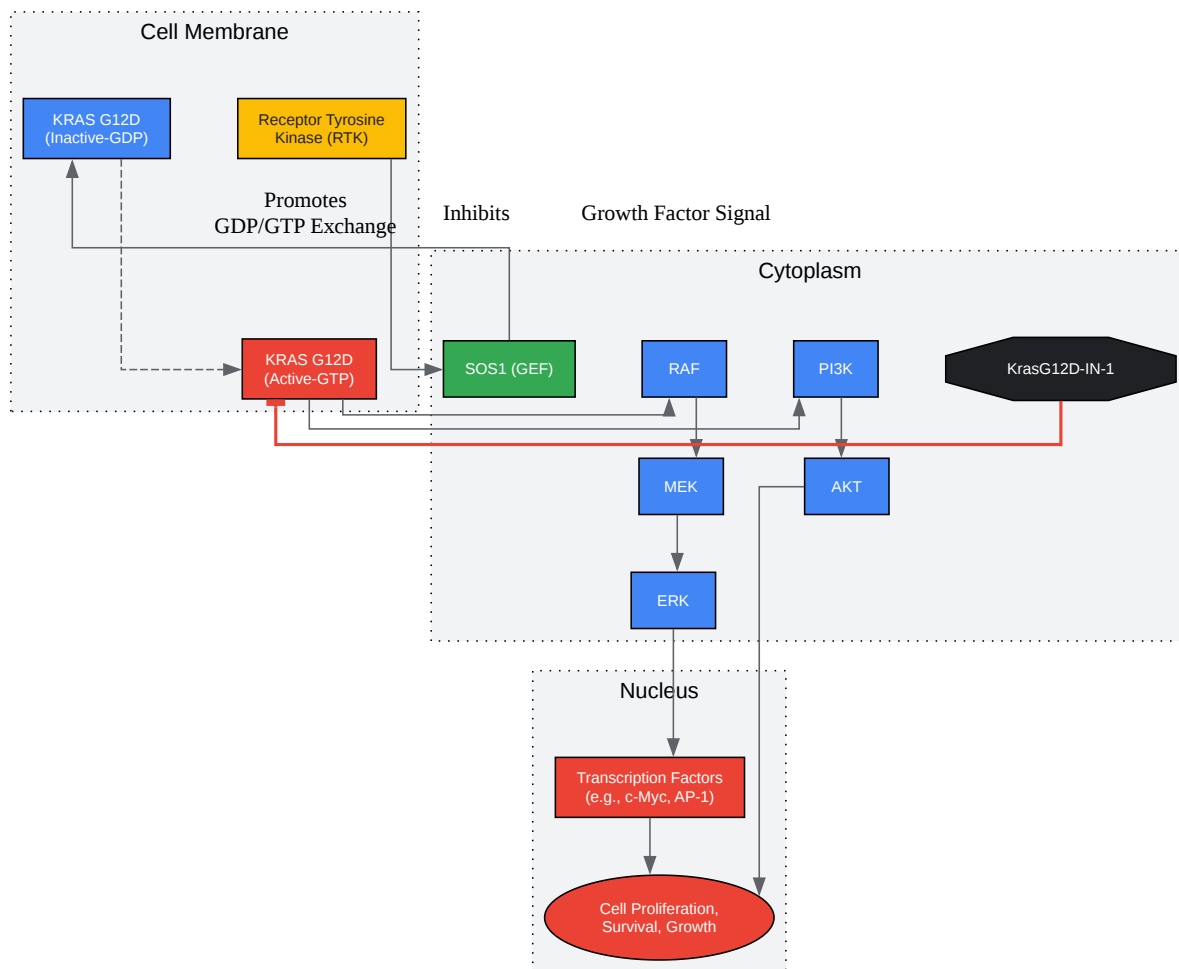 Cell Membrane
KRAS G12D
(Inactive-GDP)
Receptor Tyrosine
Kinase (RTK)
Promotes
GDP/GTP Exchange
Inhibits
Growth Factor Signal
Cytoplasm
KRAS G12D
(Active-GTP)
SOS1 (GEF)
RAF
PI3K
KrasG12D-IN-1
MEK
AKT
ERK
Nucleus
Transcription Factors
(e.g., c-Myc, AP-1)
Cell Proliferation,
Survival, Growth